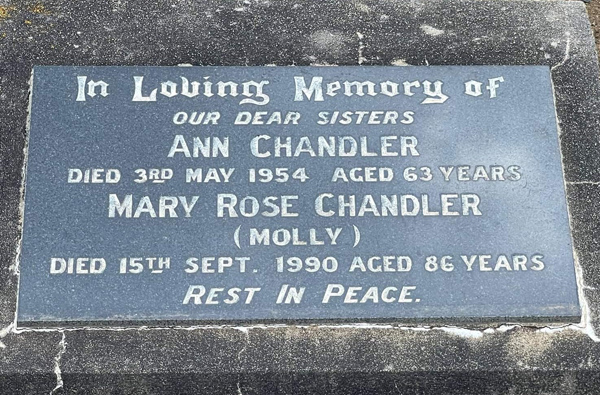 In Loving Memory of
OUR DEAR SISTERS
ANN CHANDLER
DIED 3RD MAY 1954 AGED 63 YEARS
MARY ROSE CHANDLER
(MOLLY)
DIED 15TH SEPT. 1990 AGED 86 YEARS
REST IN PEACE.